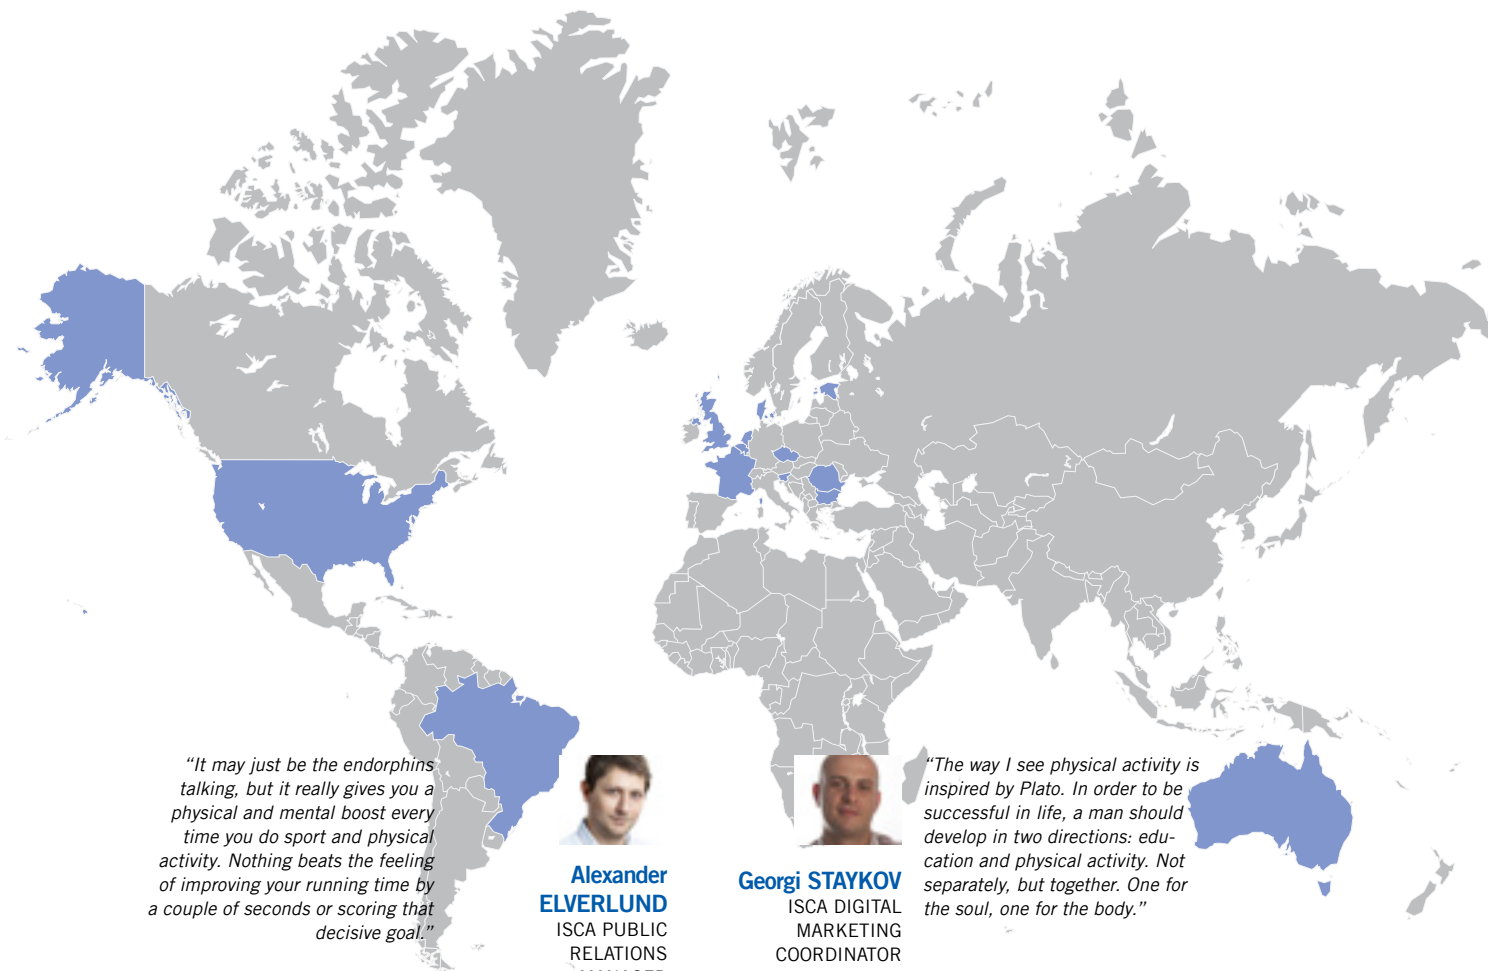 “It may just be the endorphins
talking, but it really gives you a
physical and mental boost every
time you do sport and physical
activity. Nothing beats the feeling
of improving your running time by
a couple of seconds or scoring that
decisive goal.”
Alexander
ELVERLUND
ISCA PUBLIC
RELATIONS
MANAGER
Georgi STAYKOV
ISCA DIGITAL
MARKETING
COORDINATOR
“The way I see physical activity is
inspired by Plato. In order to be
successful in life, a man should
develop in two directions: edu-
cation and physical activity. Not
separately, but together. One for
the soul, one for the body.”